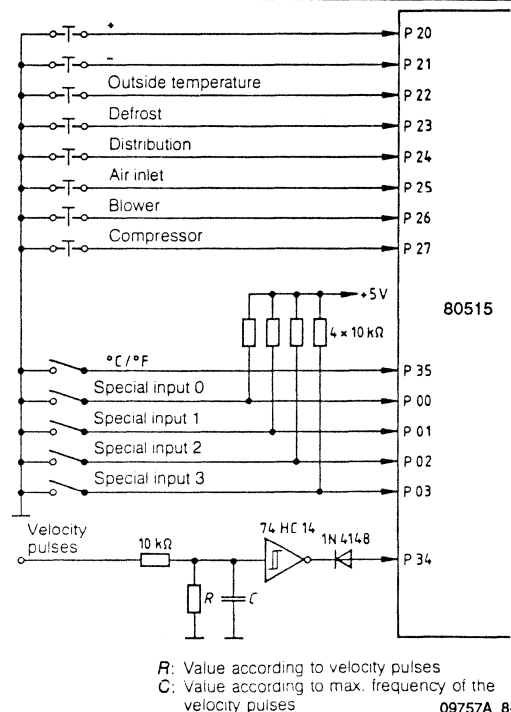 + P 20
- P 21
Outside temperature P 22
Defrost P 23
Distribution P 24
Air inlet P 25
Blower P 26
Compressor P 27
+5V
80515
4 x 10 kΩ
°C/°F P 35
Special input 0 P 00
Special input 1 P 01
Special input 2 P 02
Special input 3 P 03
Velocity
pulses
10 kΩ 74 HC 14 1N 4148 P 34
R C
R: Value according to velocity pulses
C: Value according to max. frequency of the
velocity pulses 09757A 8-